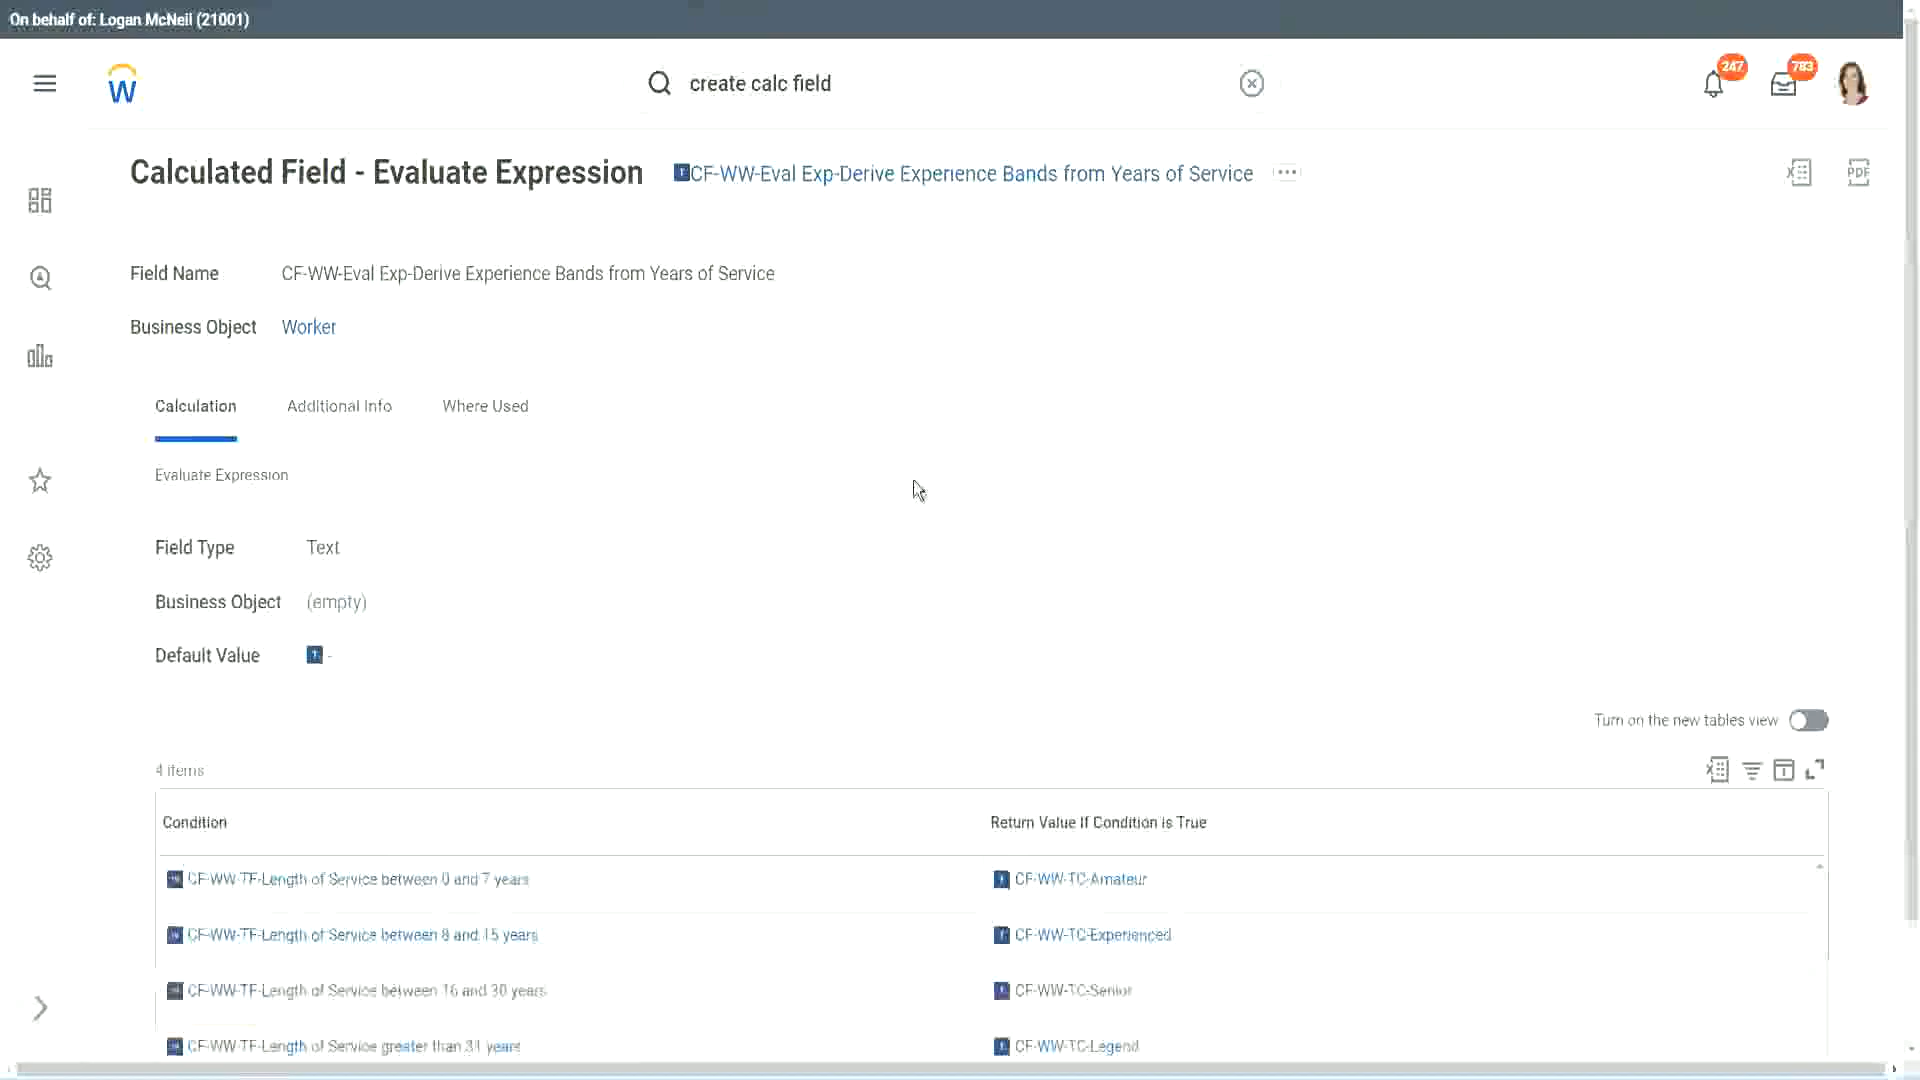 On behalf of: Logan McNeil (21001)
create calc field
247
783
Calculated Field - Evaluate Expression
CF-WW-Eval Exp-Derive Experience Bands from Years of Service
PDF
Field Name CF-WW-Eval Exp-Derive Experience Bands from Years of Service
Business Object Worker
Calculation Additional Info Where Used
Evaluate Expression
Field Type Text
Business Object (empty)
Default Value -
Turn on the new tables view
4 items
Condition Return Value If Condition is True
CF-WW-TF-Length of Service between 0 and 7 years CF-WW-TC-Amateur
CF-WW-TF-Length of Service between 8 and 15 years CF-WW-TC-Experienced
CF-WW-TF-Length of Service between 16 and 30 years CF-WW-TC-Senior
CF-WW-TF-Length of Service greater than 31 years CF-WW-TC-Legend